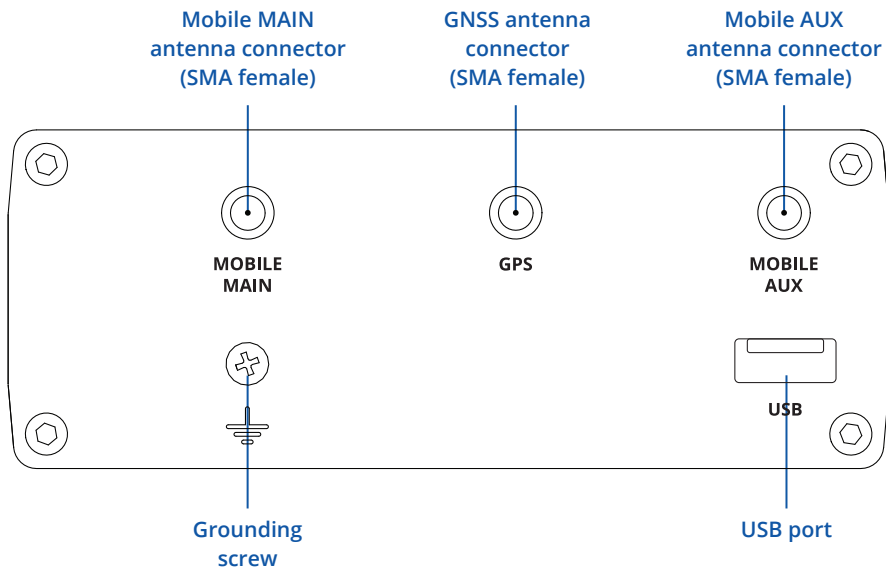 Mobile MAIN
antenna connector
(SMA female)
GNSS antenna
connector
(SMA female)
Mobile AUX
antenna connector
(SMA female)
MOBILE
MAIN
GPS
MOBILE
AUX
USB
Grounding
screw
USB port